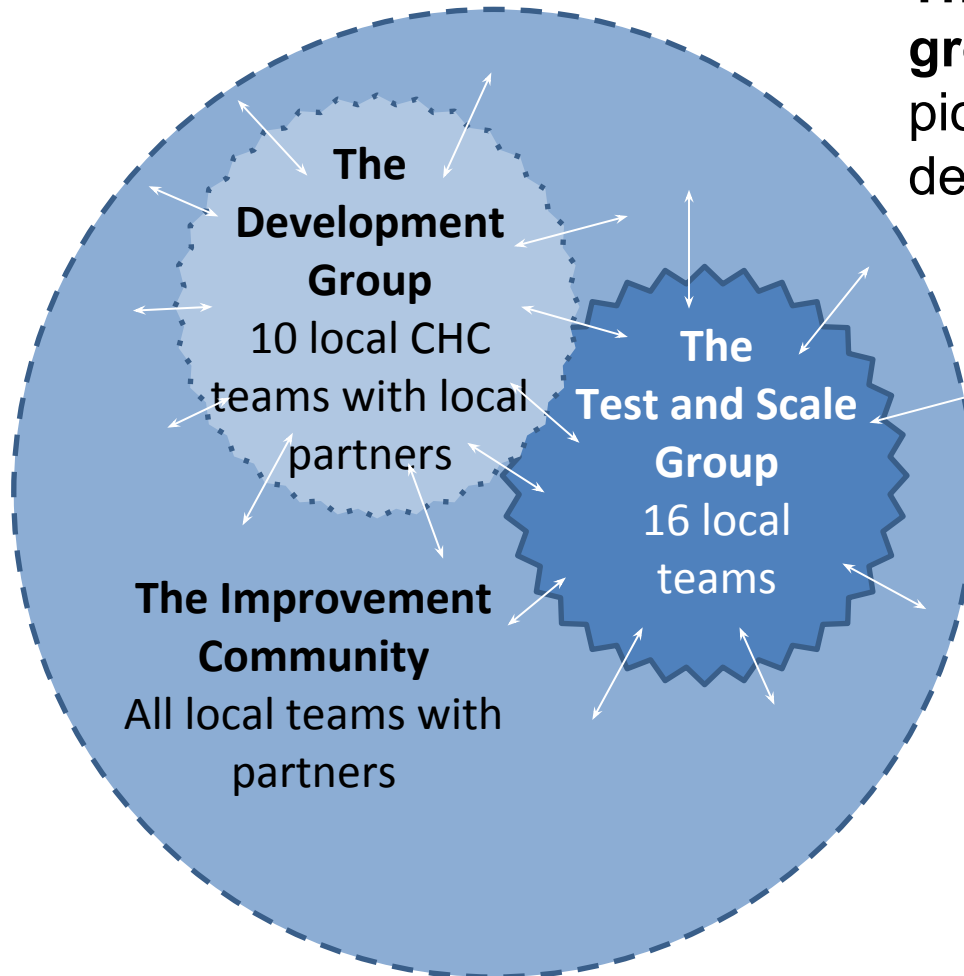 The
Development
Group
10 local CHC
teams with local
partners
The
Test and Scale
Group
16 local
teams
The Improvement
Community
All local teams with
partners